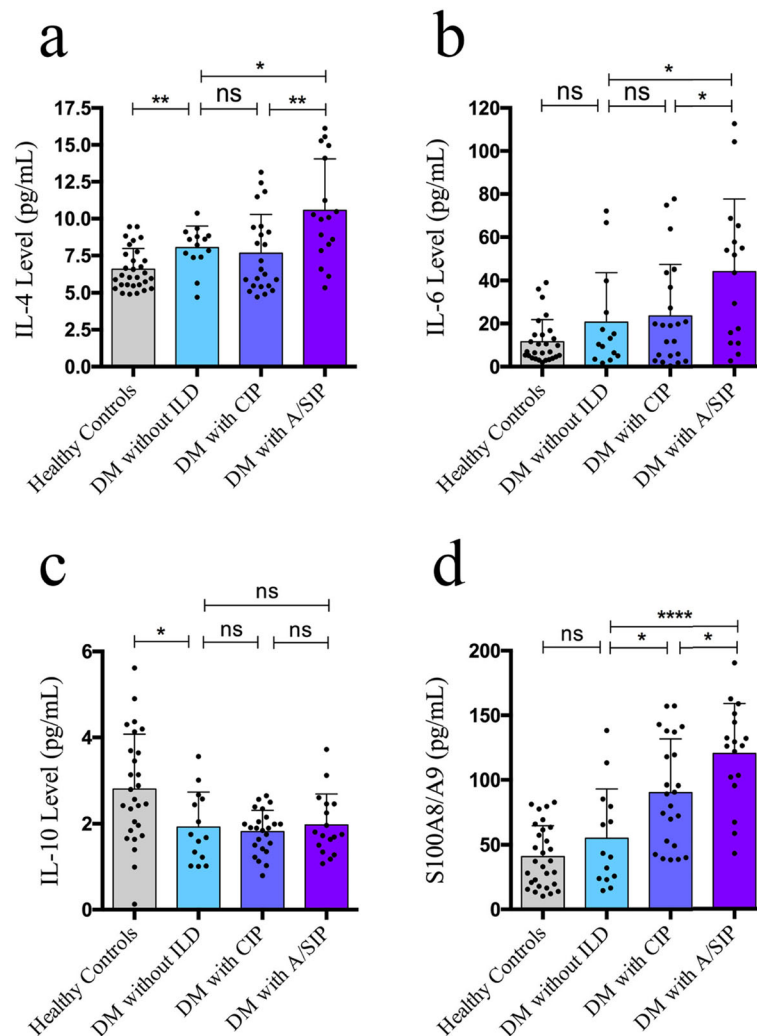 a
*
** ns **
17.5
15.0
12.5
10.0
7.5
5.0
2.5
0.0
IL-4 Level (pg/mL)
Healthy Controls
DM without ILD
DM with CIP
DM with A/SIP
b
*
ns ns *
120
100
80
60
40
20
0
IL-6 Level (pg/mL)
Healthy Controls
DM without ILD
DM with CIP
DM with A/SIP
c
ns
* ns ns
6
4
2
0
IL-10 Level (pg/mL)
Healthy Controls
DM without ILD
DM with CIP
DM with A/SIP
d
****
ns * *
200
150
100
50
0
S100A8/A9 (pg/mL)
Healthy Controls
DM without ILD
DM with CIP
DM with A/SIP